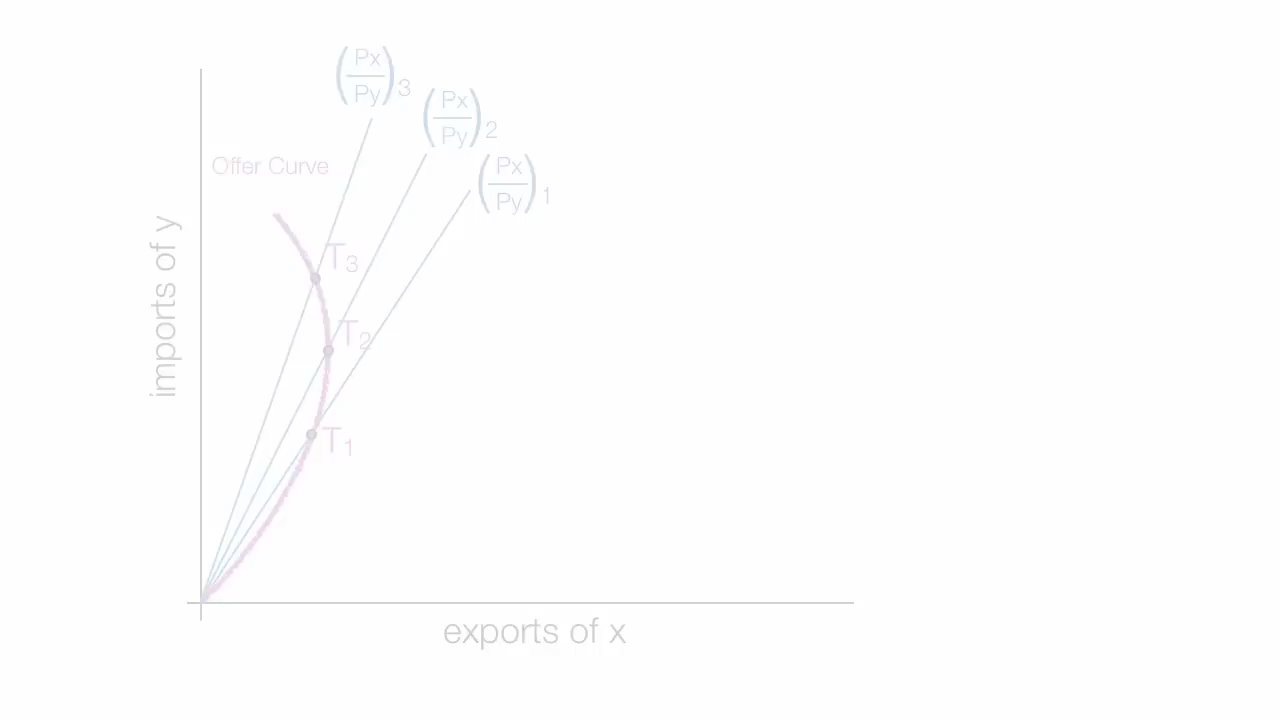 (Px/Py)3
(Px/Py)2
(Px/Py)1
Offer Curve
imports of y
T3
T2
T1
exports of x